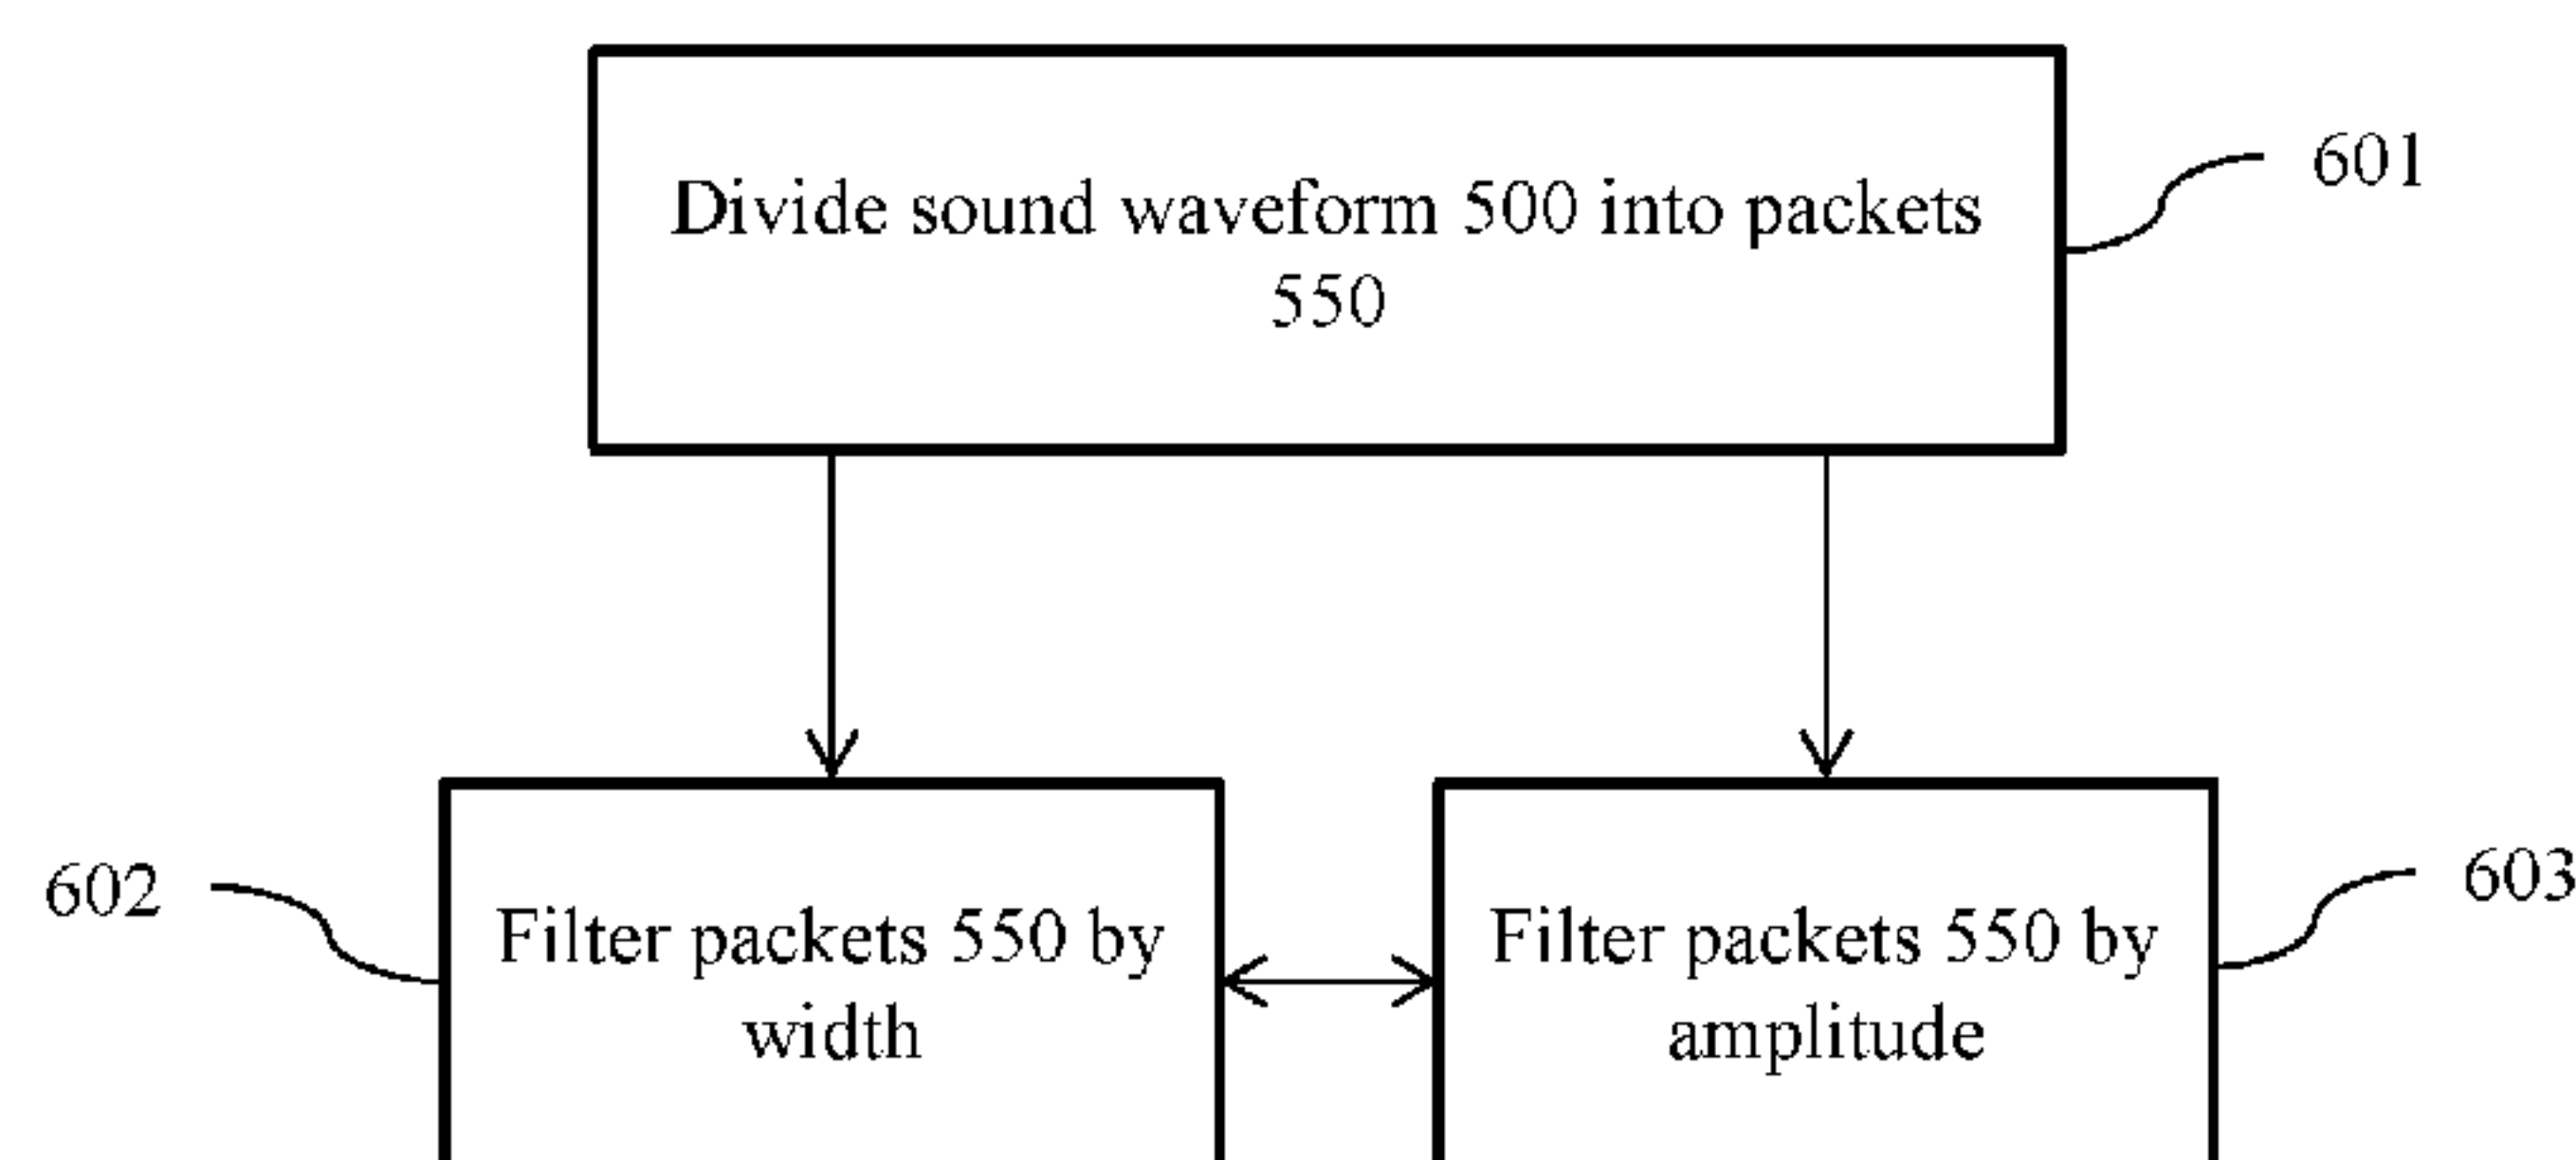 Divide sound waveform 500 into packets
550
601
602
Filter packets 550 by
width
Filter packets 550 by
amplitude
603